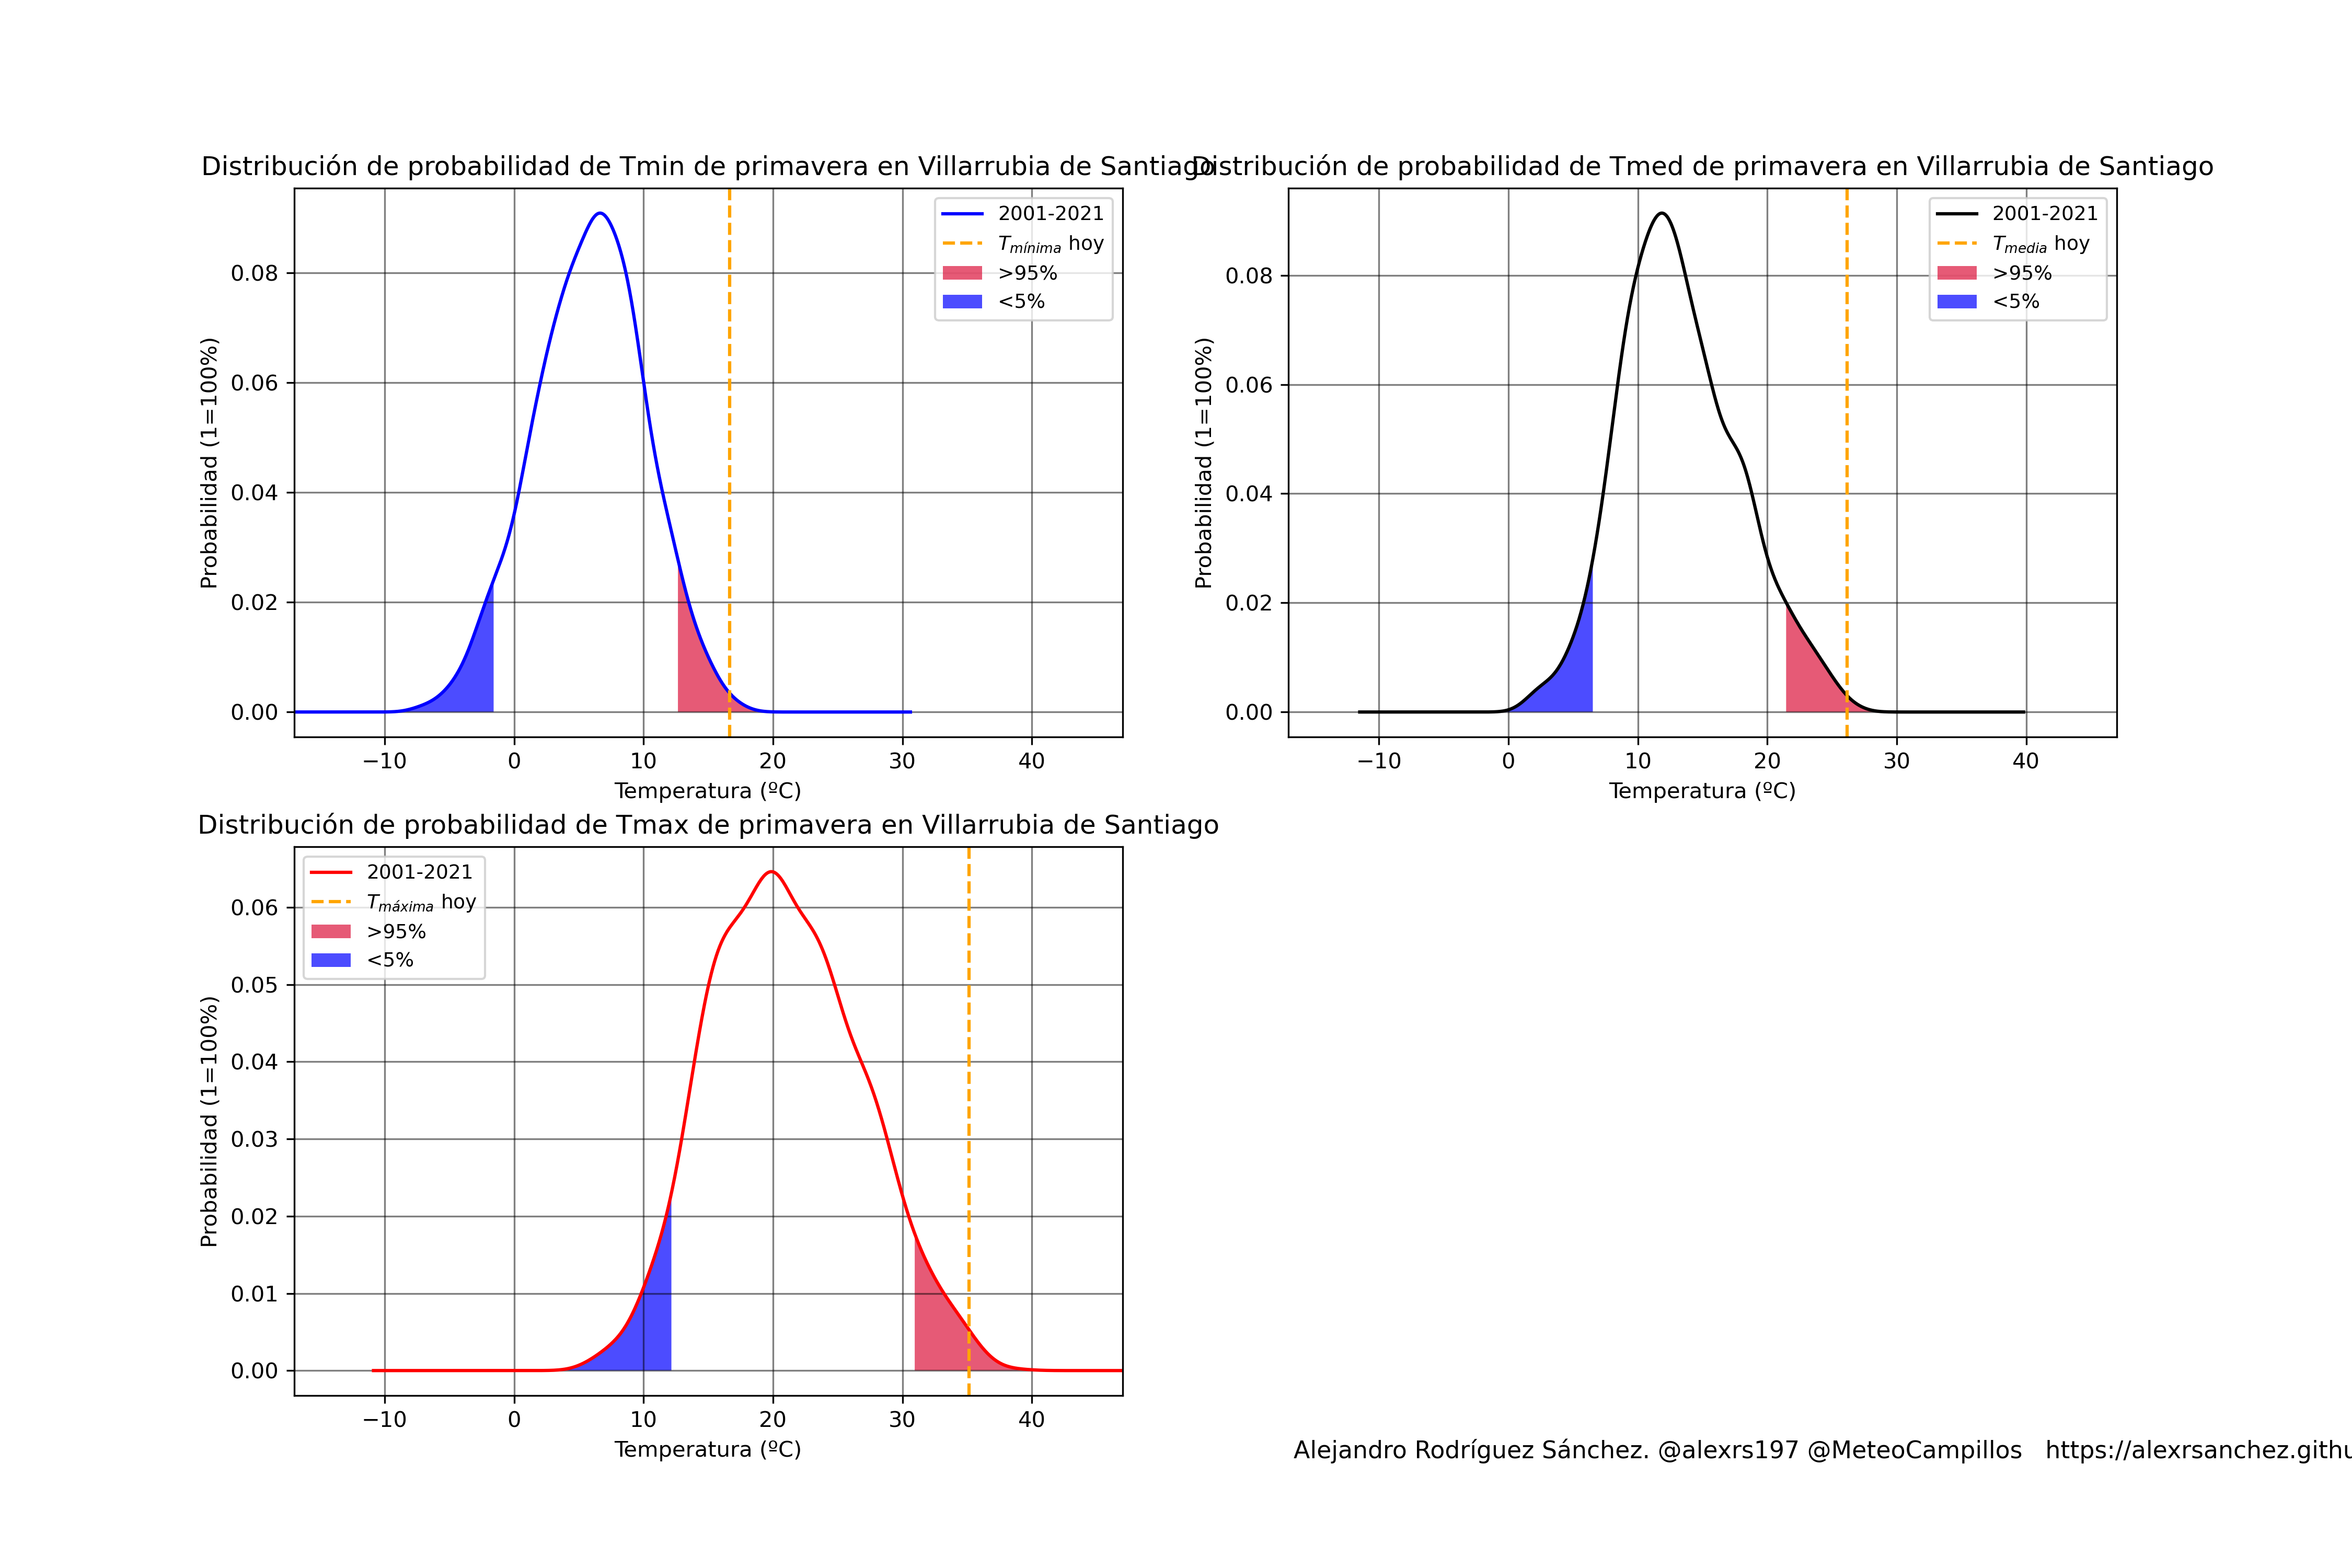 Distribución de probabilidad de Tmin de primavera en Villarrubia de Santiago
Probabilidad (1=100%)
0.08
0.06
0.04
0.02
0.00
2001-2021
Tmínima hoy
>95%
<5%
−10 0 10 20 30 40
Temperatura (ºC)
Distribución de probabilidad de Tmed de primavera en Villarrubia de Santiago
Probabilidad (1=100%)
0.08
0.06
0.04
0.02
0.00
2001-2021
Tmedia hoy
>95%
<5%
−10 0 10 20 30 40
Temperatura (ºC)
Distribución de probabilidad de Tmax de primavera en Villarrubia de Santiago
Probabilidad (1=100%)
0.06
0.05
0.04
0.03
0.02
0.01
0.00
2001-2021
Tmáxima hoy
>95%
<5%
−10 0 10 20 30 40
Temperatura (ºC)
Alejandro Rodríguez Sánchez. @alexrs197 @MeteoCampillos https://alexrsanchez.githu